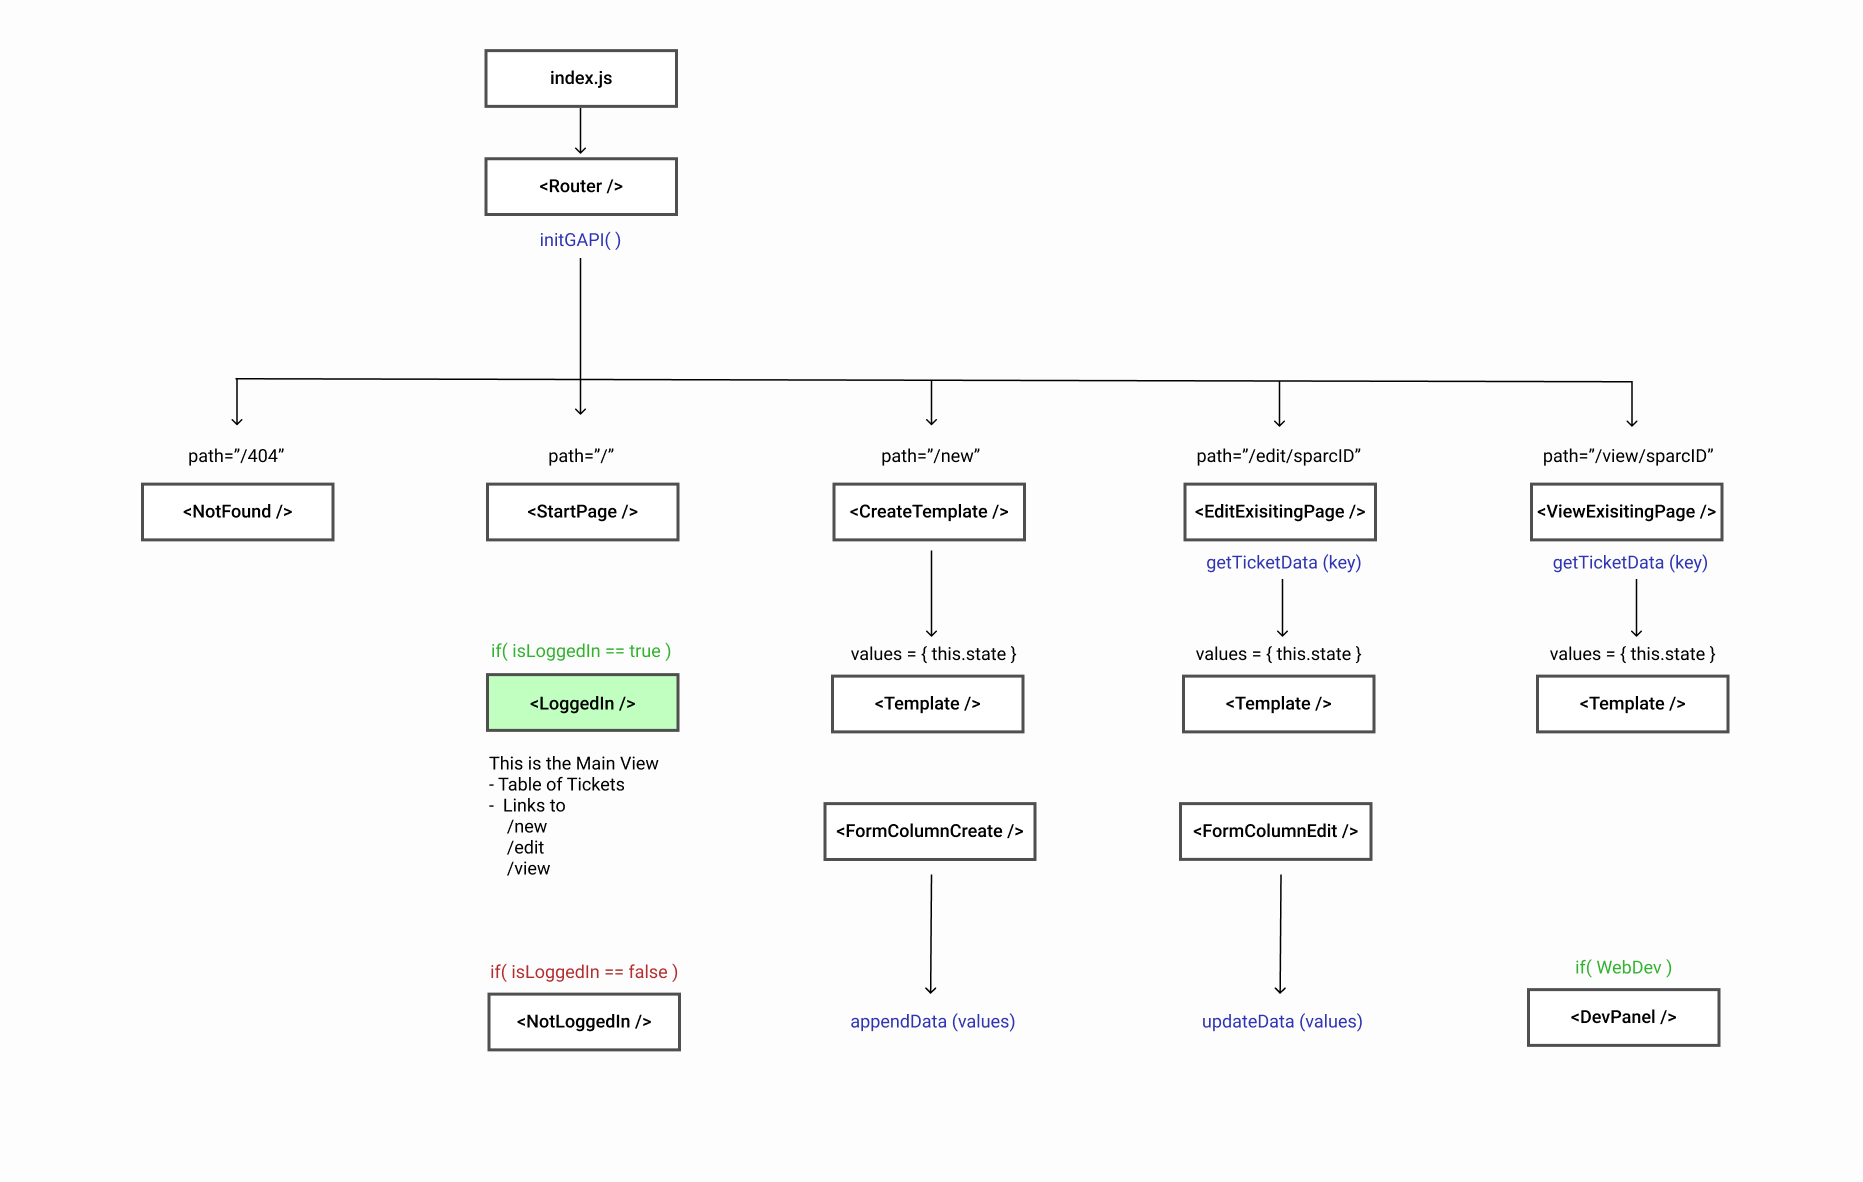 index.js
<Router />
initGAPI( )
path=”/404”
<NotFound />
path=”/”
<StartPage />
if( isLoggedIn == true )
<LoggedIn />
This is the Main View
- Table of Tickets
- Links to
/new
/edit
/view
if( isLoggedIn == false )
<NotLoggedIn />
path=”/new”
<CreateTemplate />
values = { this.state }
<Template />
<FormColumnCreate />
appendData (values)
path=”/edit/sparcID”
<EditExisitingPage />
getTicketData (key)
values = { this.state }
<Template />
<FormColumnEdit />
updateData (values)
path=”/view/sparcID”
<ViewExisitingPage />
getTicketData (key)
values = { this.state }
<Template />
if( WebDev )
<DevPanel />